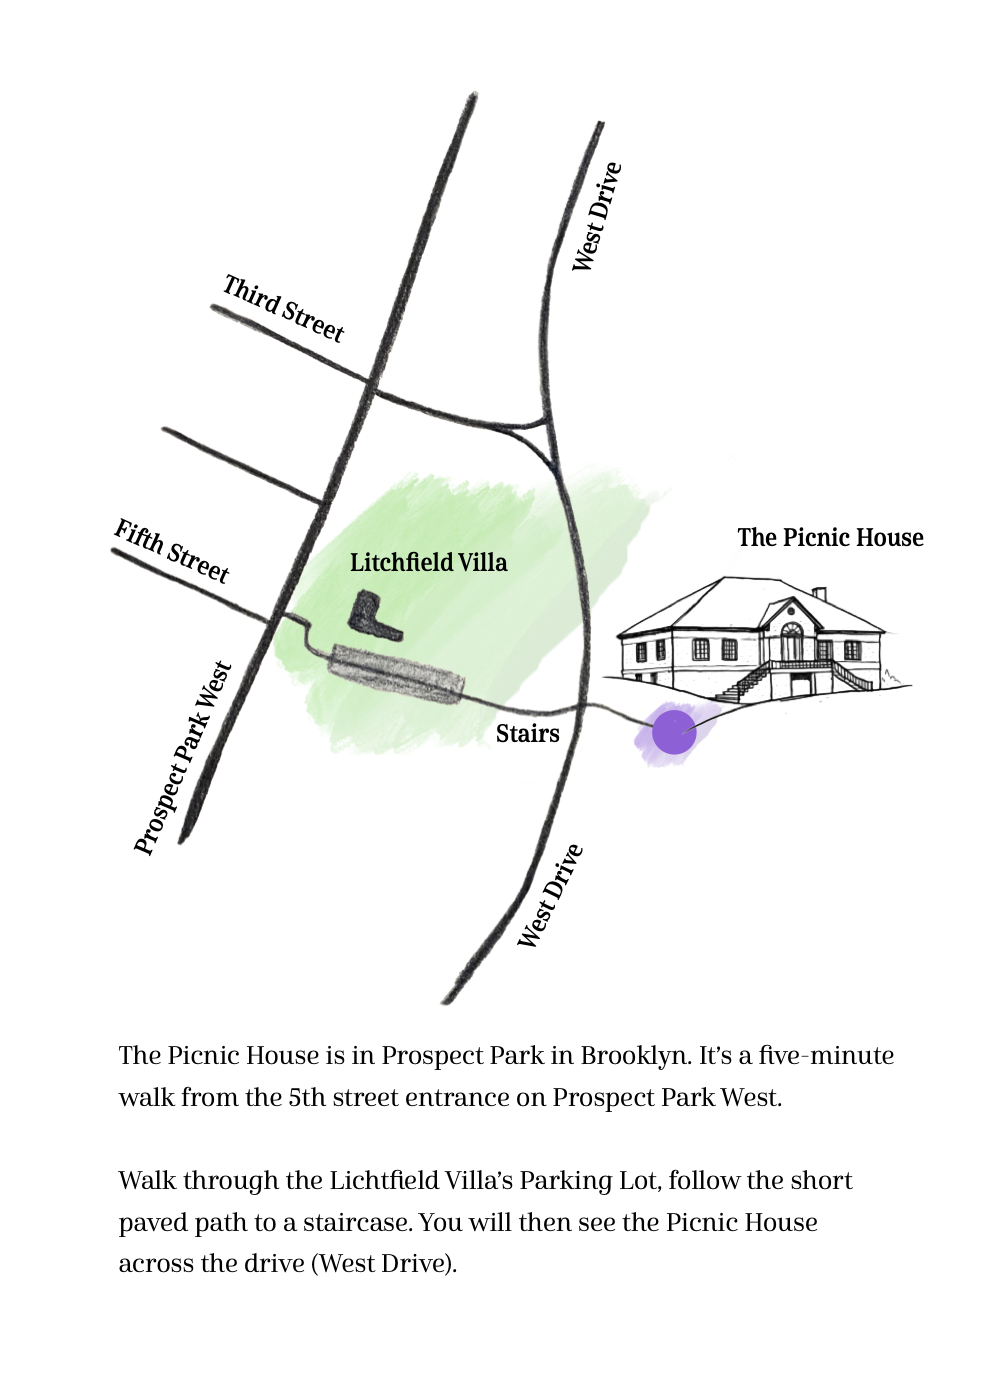 West Drive
Third Street
Fifth Street
Litchfield Villa
The Picnic House
Prospect Park West
Stairs
West Drive
The Picnic House is in Prospect Park in Brooklyn. It’s a five-minute
walk from the 5th street entrance on Prospect Park West.
Walk through the Lichtfield Villa’s Parking Lot, follow the short
paved path to a staircase. You will then see the Picnic House
across the drive (West Drive).